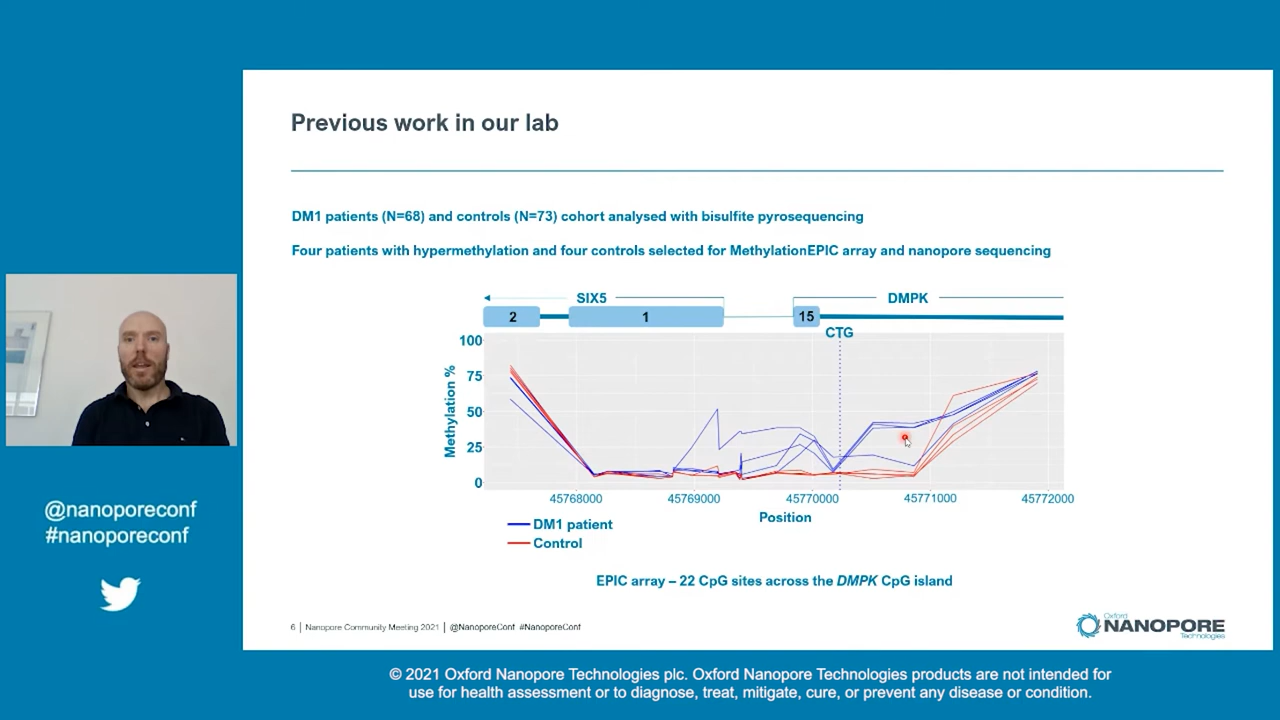 Previous work in our lab
DM1 patients (N=68) and controls (N=73) cohort analysed with bisulfite pyrosequencing
Four patients with hypermethylation and four controls selected for MethylationEPIC array and nanopore sequencing
SIX5
DMPK
2
1
15
CTG
100
75
50
25
0
Methylation %
45768000
45769000
45770000
45771000
45772000
Position
DM1 patient
Control
EPIC array – 22 CpG sites across the DMPK CpG island
6 | Nanopore Community Meeting 2021 | @NanoporeConf #NanoporeConf
Oxford
NANOPORE
Technologies
@nanoporeconf
#nanoporeconf
© 2021 Oxford Nanopore Technologies plc. Oxford Nanopore Technologies products are not intended for
use for health assessment or to diagnose, treat, mitigate, cure, or prevent any disease or condition.